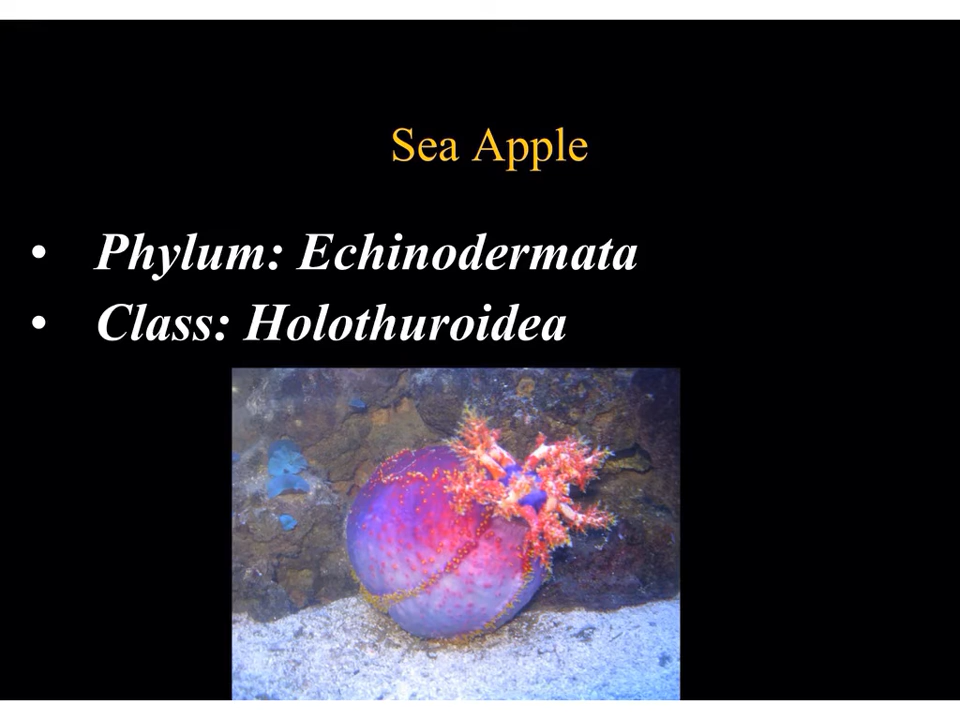 Sea Apple
• Phylum: Echinodermata
• Class: Holothuroidea